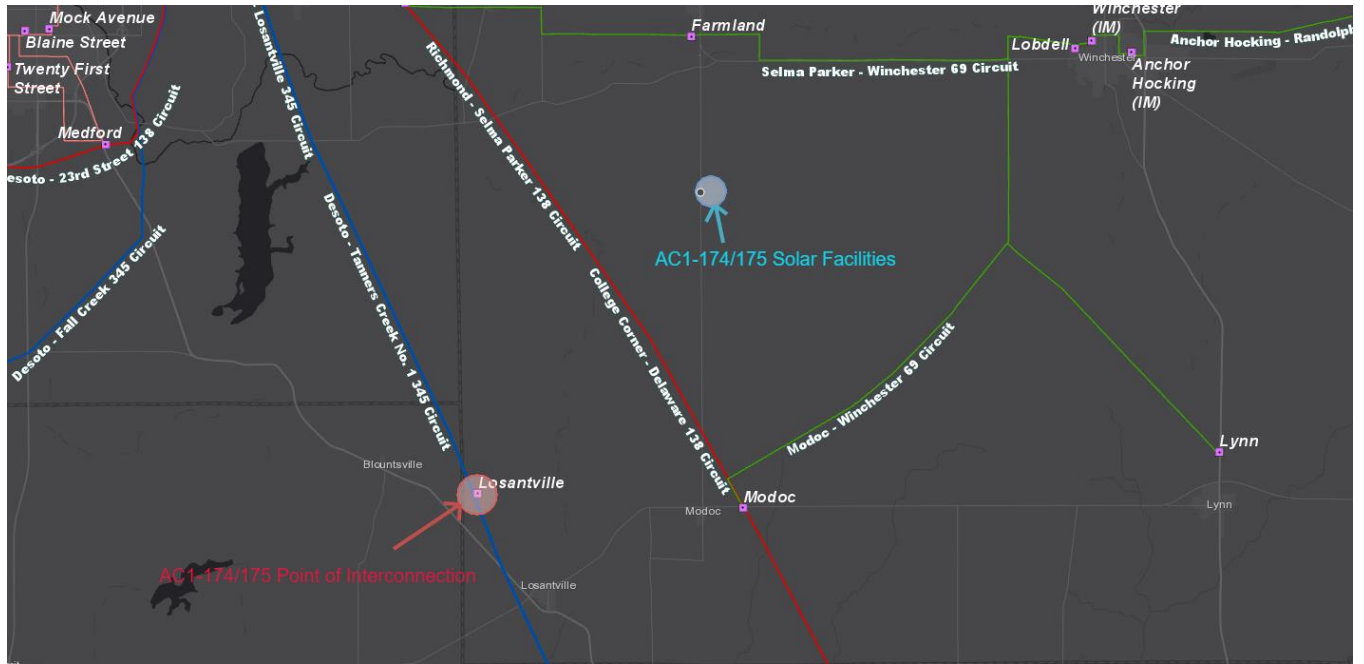 Mock Avenue
Blaine Street
Twenty First
Street
Medford
esoto - 23rd Street 138 Circuit
Desoto - Fall Creek 345 Circuit
Losantville 345 Circuit
Desoto - Tanners Creek No. 1 345 Circuit
Richmond - Selma Parker 138 Circuit
College Corner - Delaware 138 Circuit
Farmland
Selma Parker - Winchester 69 Circuit
Winchester
(IM)
Lobdell
Winchester
Anchor
Hocking
(IM)
Anchor Hocking - Randolph
AC1-174/175 Solar Facilities
Modoc - Winchester 69 Circuit
Lynn
Lynn
Blountsville
Losantville
Modoc
Modoc
AC1-174/175 Point of Interconnection
Losantville